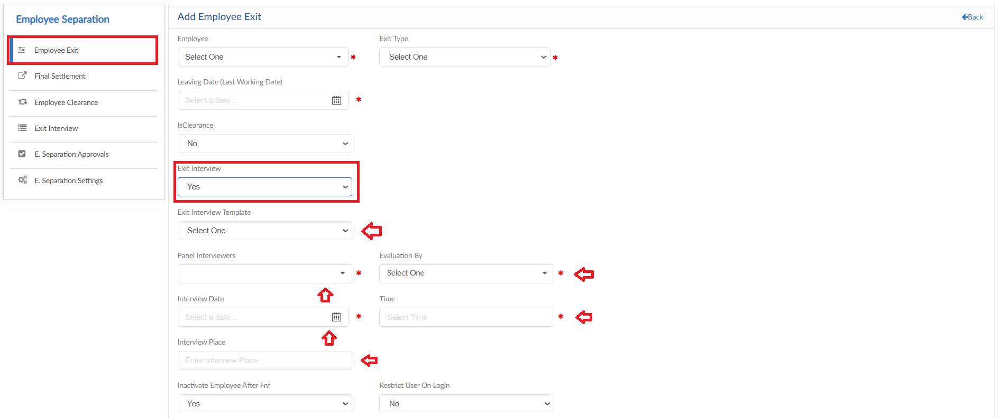 Employee Separation
Employee Exit
Final Settlement
Employee Clearance
Exit Interview
E. Separation Approvals
E. Separation Settings
Add Employee Exit
Back
Employee
Exit Type
Select One
*
Select One
*
Leaving Date (Last Working Date)
Select a date...
*
IsClearance
No
Exit Interview
Yes
Exit Interview Template
Select One
Panel Interviewers
Evaluation By
*
Select One
*
Interview Date
Time
Select a date...
*
Select Time
*
Interview Place
Enter Interview Place
Inactivate Employee After Fnf
Restrict User On Login
Yes
No